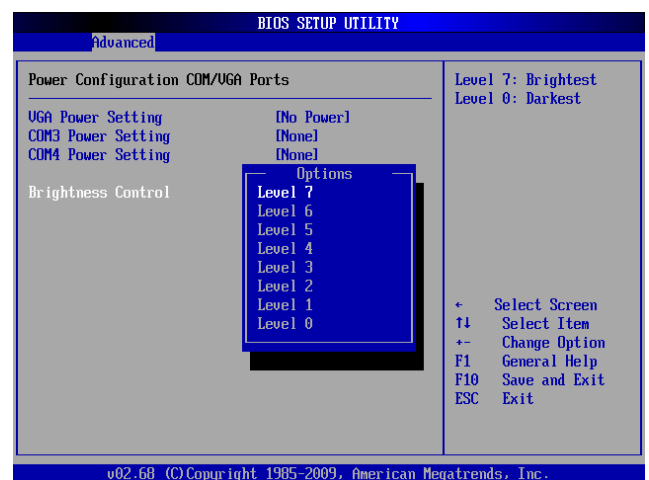 BIOS SETUP UTILITY
Advanced
Power Configuration COM/VGA Ports
VGA Power Setting [No Power]
COM3 Power Setting [None]
COM4 Power Setting [None]
Brightness Control
Options
Level 7
Level 6
Level 5
Level 4
Level 3
Level 2
Level 1
Level 0
Level 7: Brightest
Level 0: Darkest
← Select Screen
↑↓ Select Item
+- Change Option
F1 General Help
F10 Save and Exit
ESC Exit
v02.68 (C)Copyright 1985-2009, American Megatrends, Inc.